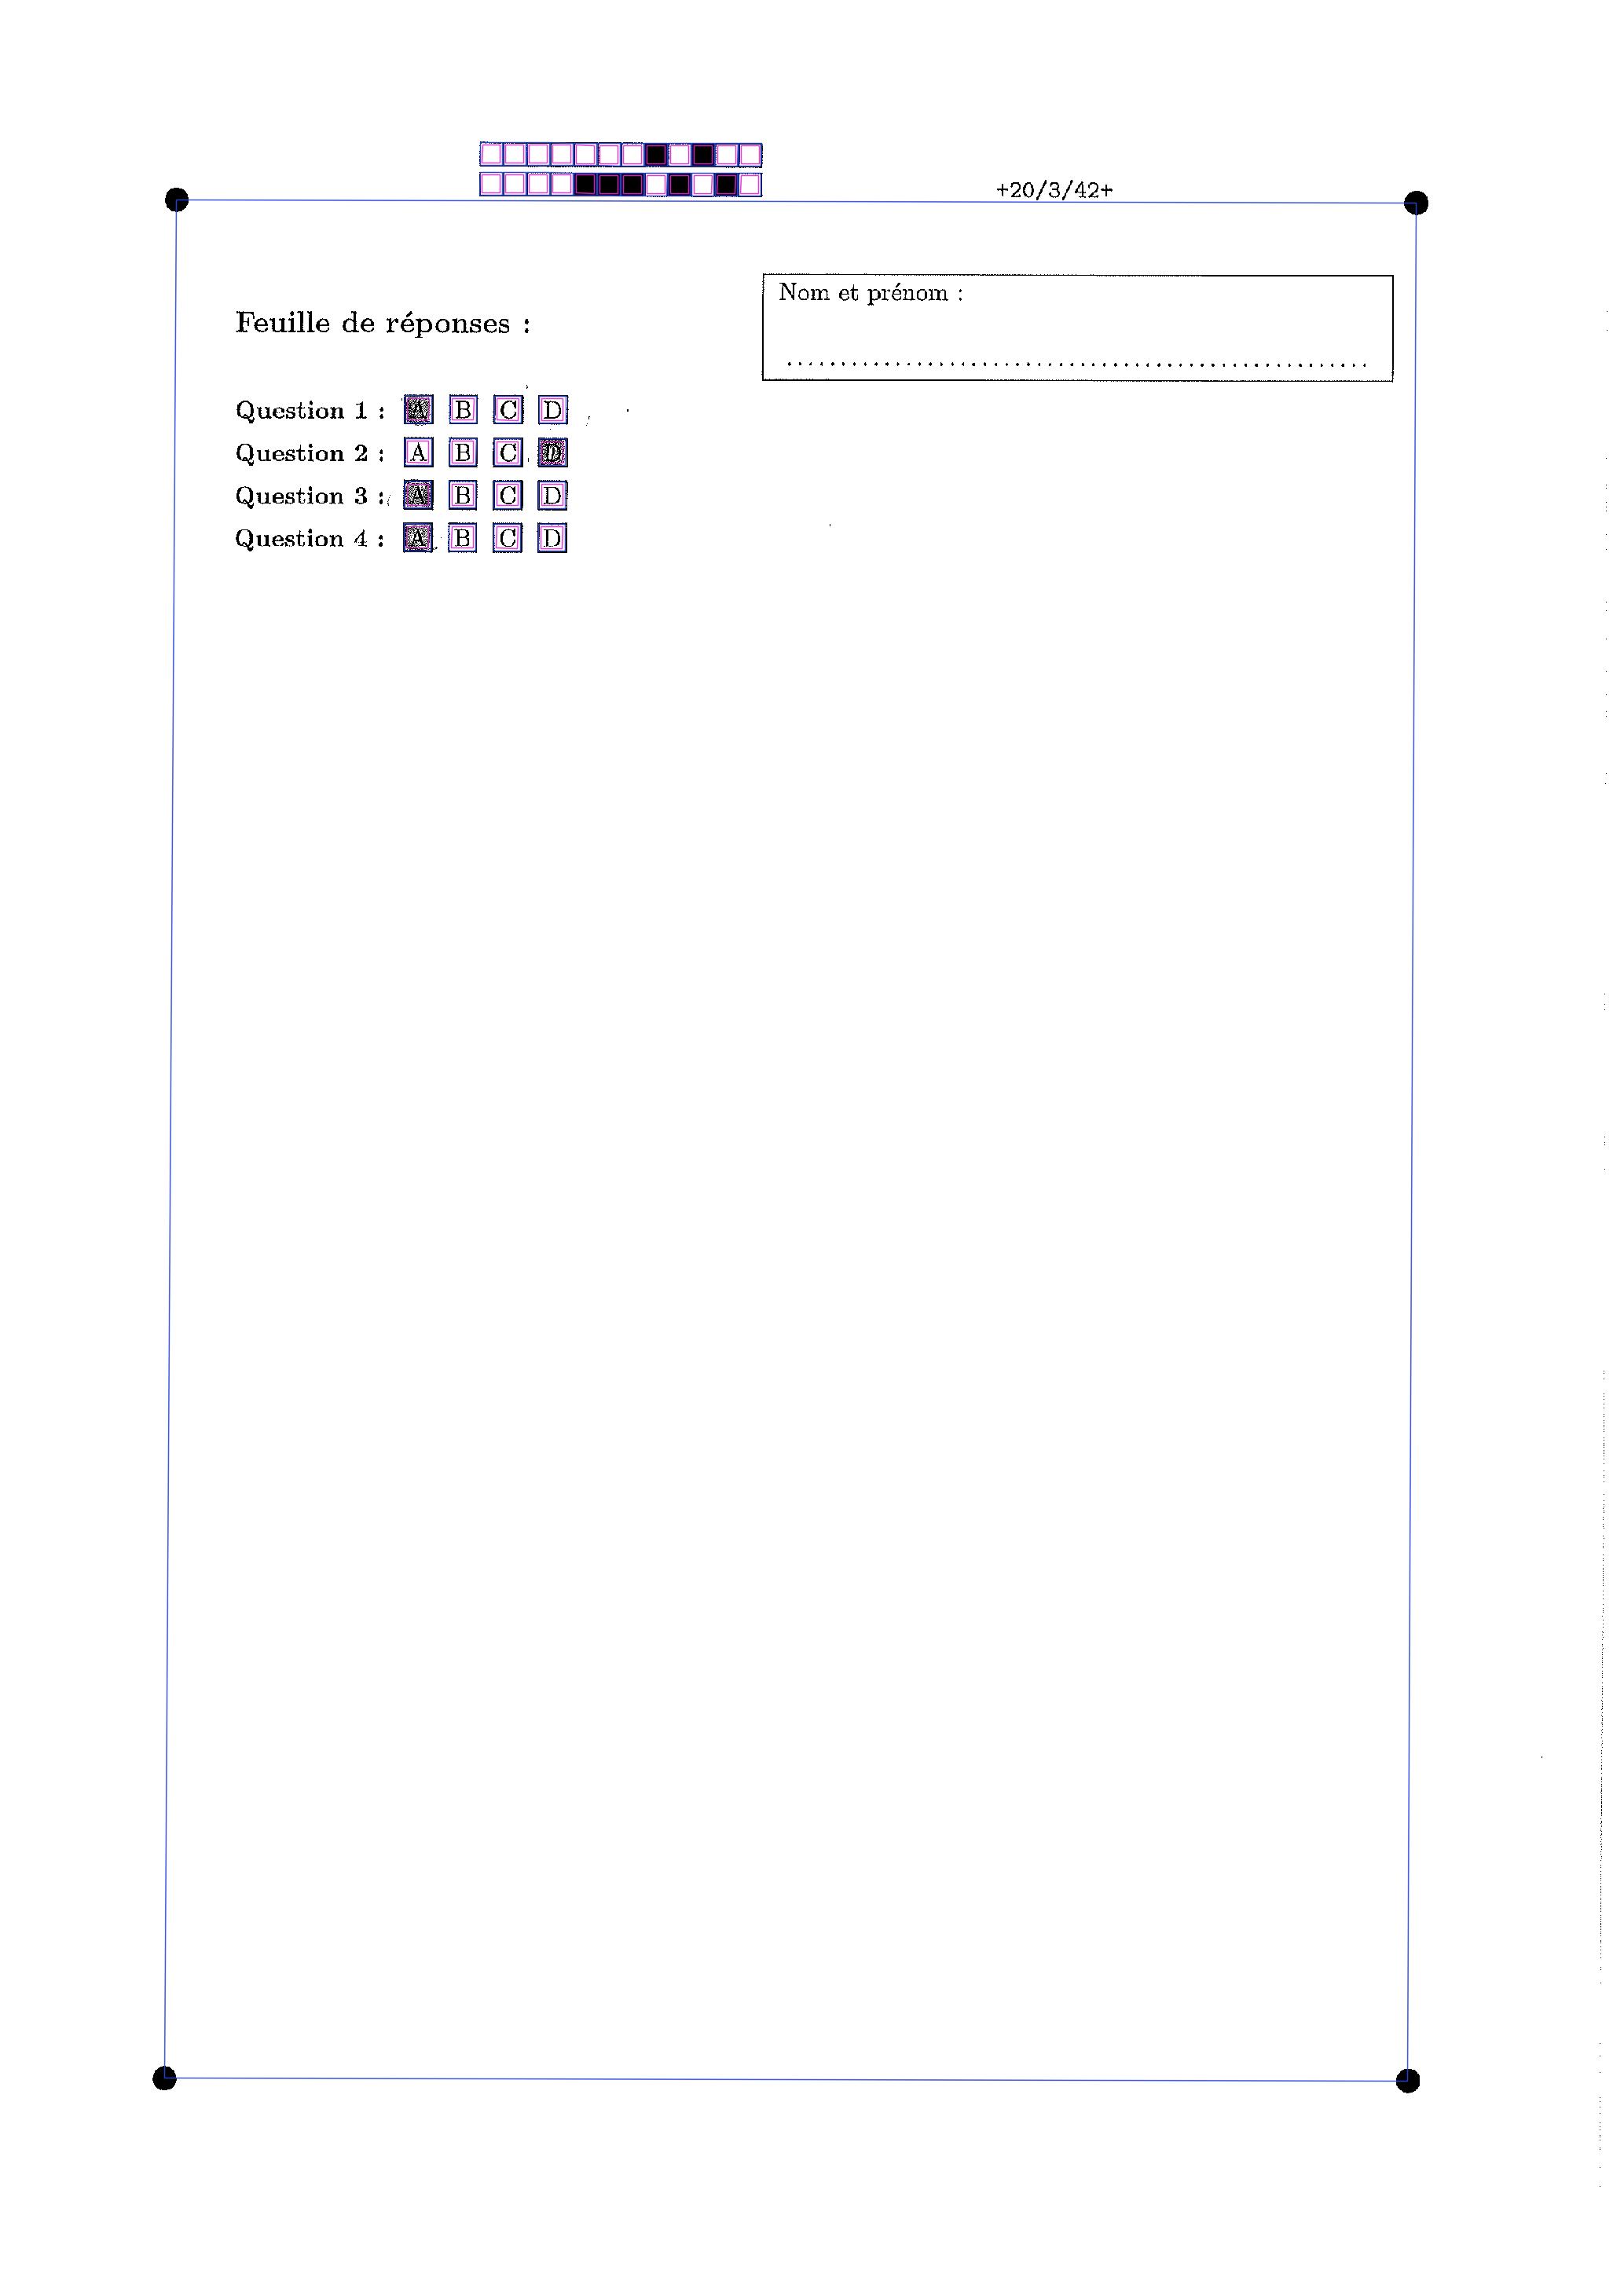 +20/3/42+
Nom et prénom :
Feuille de réponses :
Question 1 : A B C D
Question 2 : A B C D
Question 3 : A B C D
Question 4 : A B C D